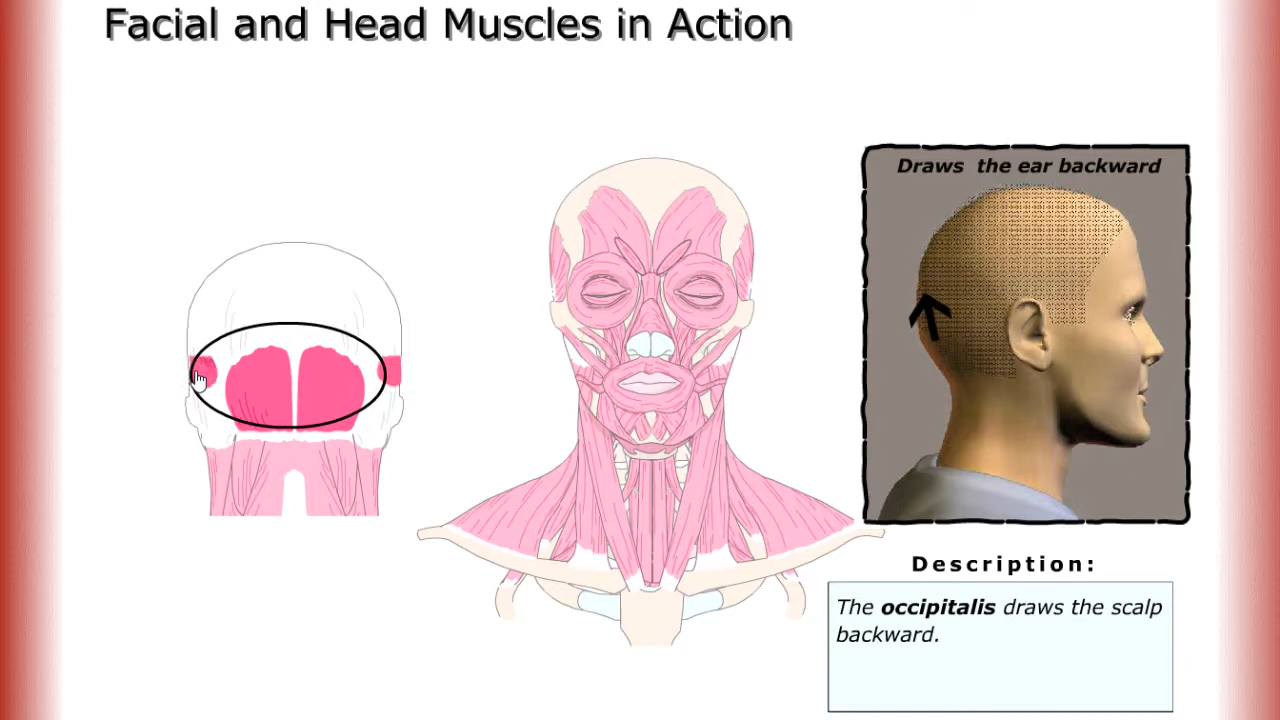 Facial and Head Muscles in Action
Draws the ear backward
Description:
The occipitalis draws the scalp
backward.